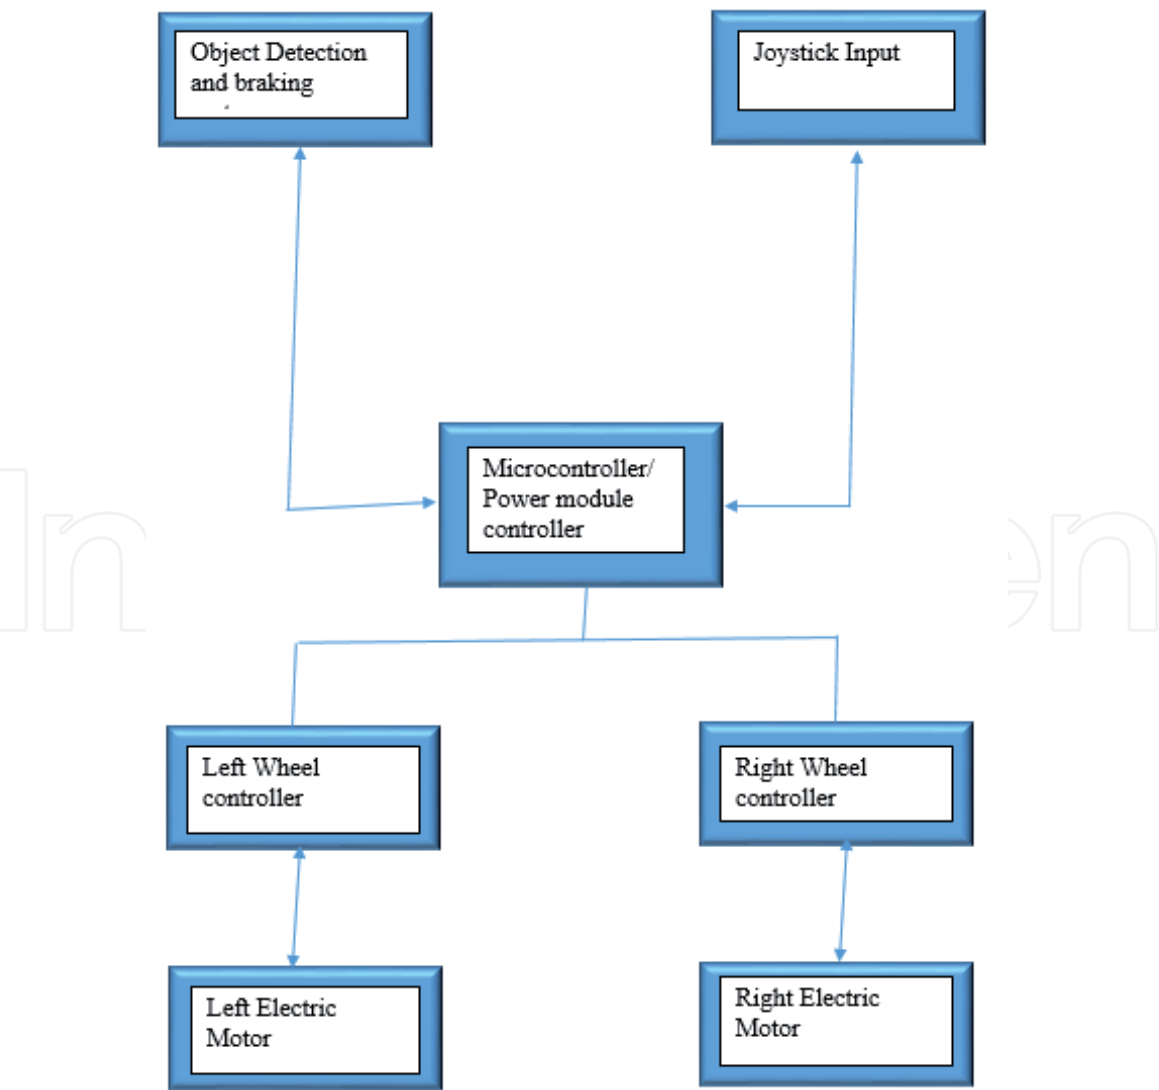 Object Detection
and braking
Joystick Input
Microcontroller/
Power module
controller
Left Wheel
controller
Right Wheel
controller
Left Electric
Motor
Right Electric
Motor